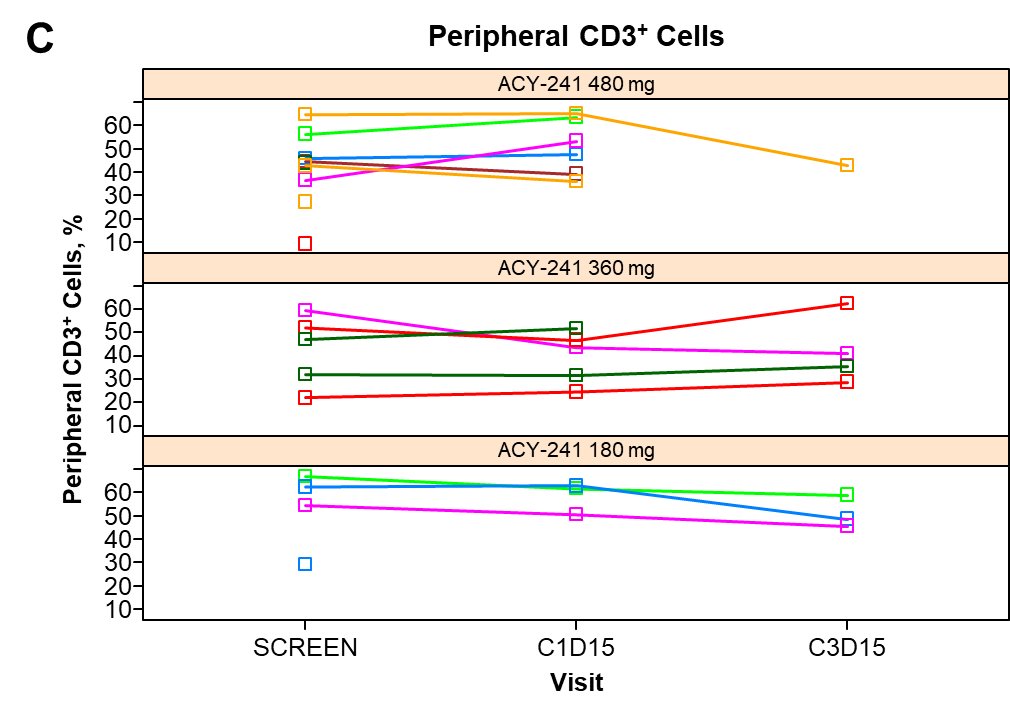 C
Peripheral CD3⁺ Cells
ACY-241 480 mg
60
50
40
30
20
10
ACY-241 360 mg
60
50
40
30
20
10
ACY-241 180 mg
60
50
40
30
20
10
Peripheral CD3⁺ Cells, %
SCREEN C1D15 C3D15
Visit